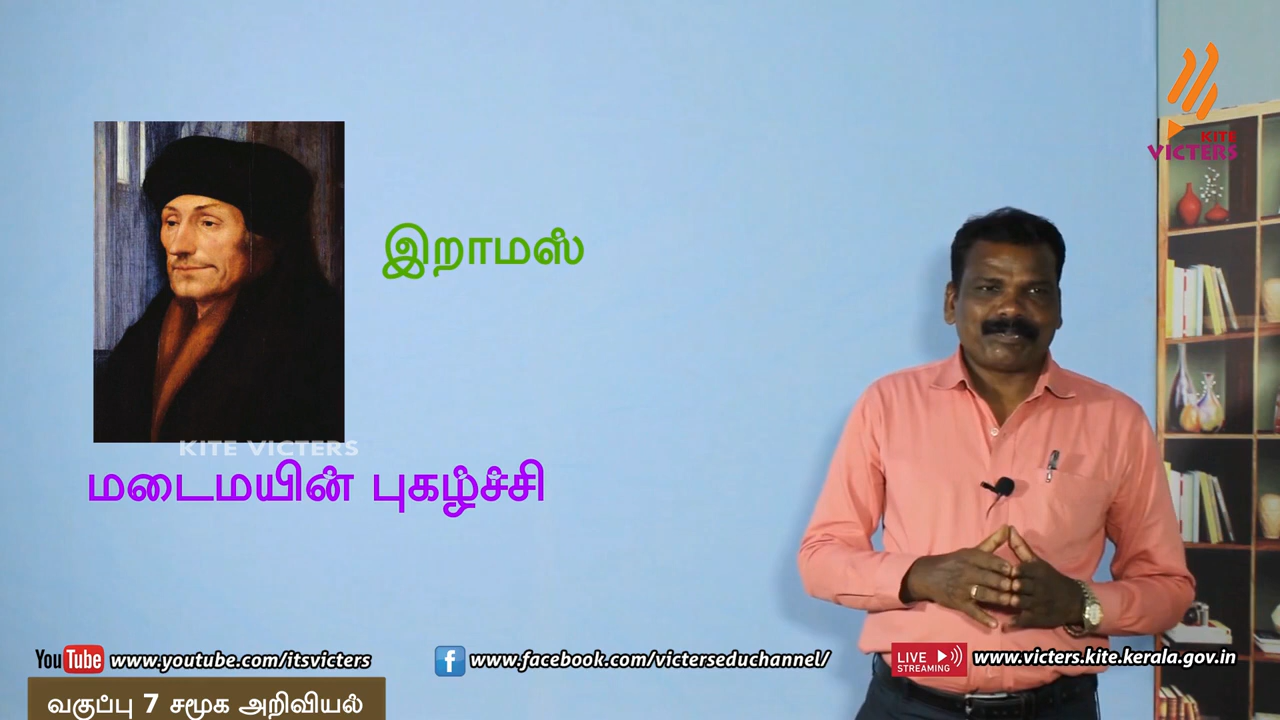 KiTE
VICTERS
இறாமஸ்
KITE VICTERS
மடைமயின் புகழ்ச்சி
YouTube www.youtube.com/itsvicters
f www.facebook.com/victerseduchannel/
LIVE
STREAMING
www.victers.kite.kerala.gov.in
வகுப்பு 7 சமூக அறிவியல்